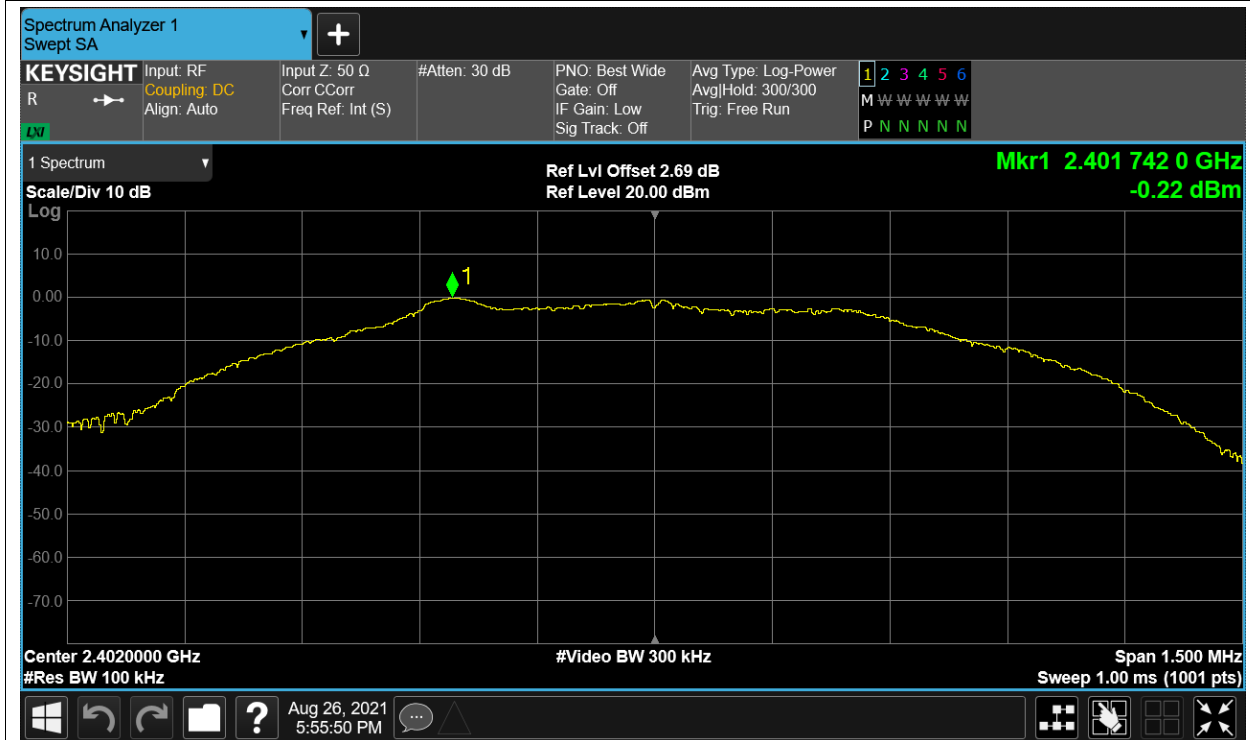 Spectrum Analyzer 1
Swept SA
+
KEYSIGHT
R
LXI
Input: RF
Coupling: DC
Align: Auto
Input Z: 50 Ω
Corr CCorr
Freq Ref: Int (S)
#Atten: 30 dB
PNO: Best Wide
Gate: Off
IF Gain: Low
Sig Track: Off
Avg Type: Log-Power
Avg|Hold: 300/300
Trig: Free Run
1 2 3 4 5 6
M W W W W W
P N N N N N
1 Spectrum
Scale/Div 10 dB
Log
Ref Lvl Offset 2.69 dB
Ref Level 20.00 dBm
Mkr1 2.401 742 0 GHz
-0.22 dBm
10.0
0.00
-10.0
-20.0
-30.0
-40.0
-50.0
-60.0
-70.0
1
Center 2.4020000 GHz
#Res BW 100 kHz
#Video BW 300 kHz
Span 1.500 MHz
Sweep 1.00 ms (1001 pts)
?
Aug 26, 2021
5:55:50 PM